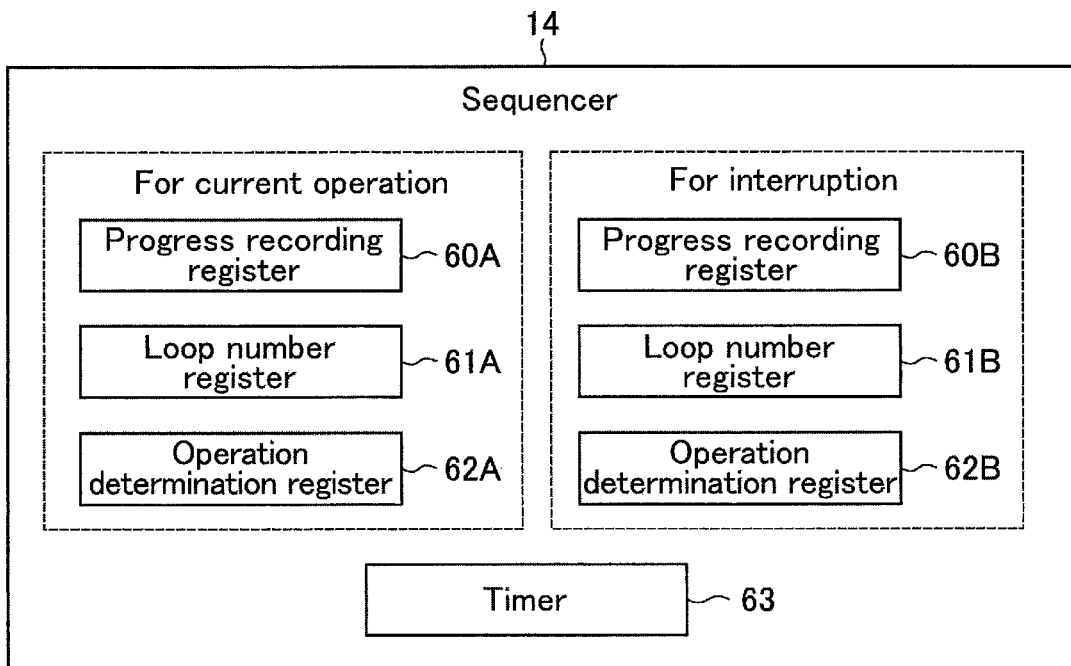 14
Sequencer
For current operation
Progress recording
register
60A
Loop number
register
61A
Operation
determination register
62A
For interruption
Progress recording
register
60B
Loop number
register
61B
Operation
determination register
62B
Timer
63